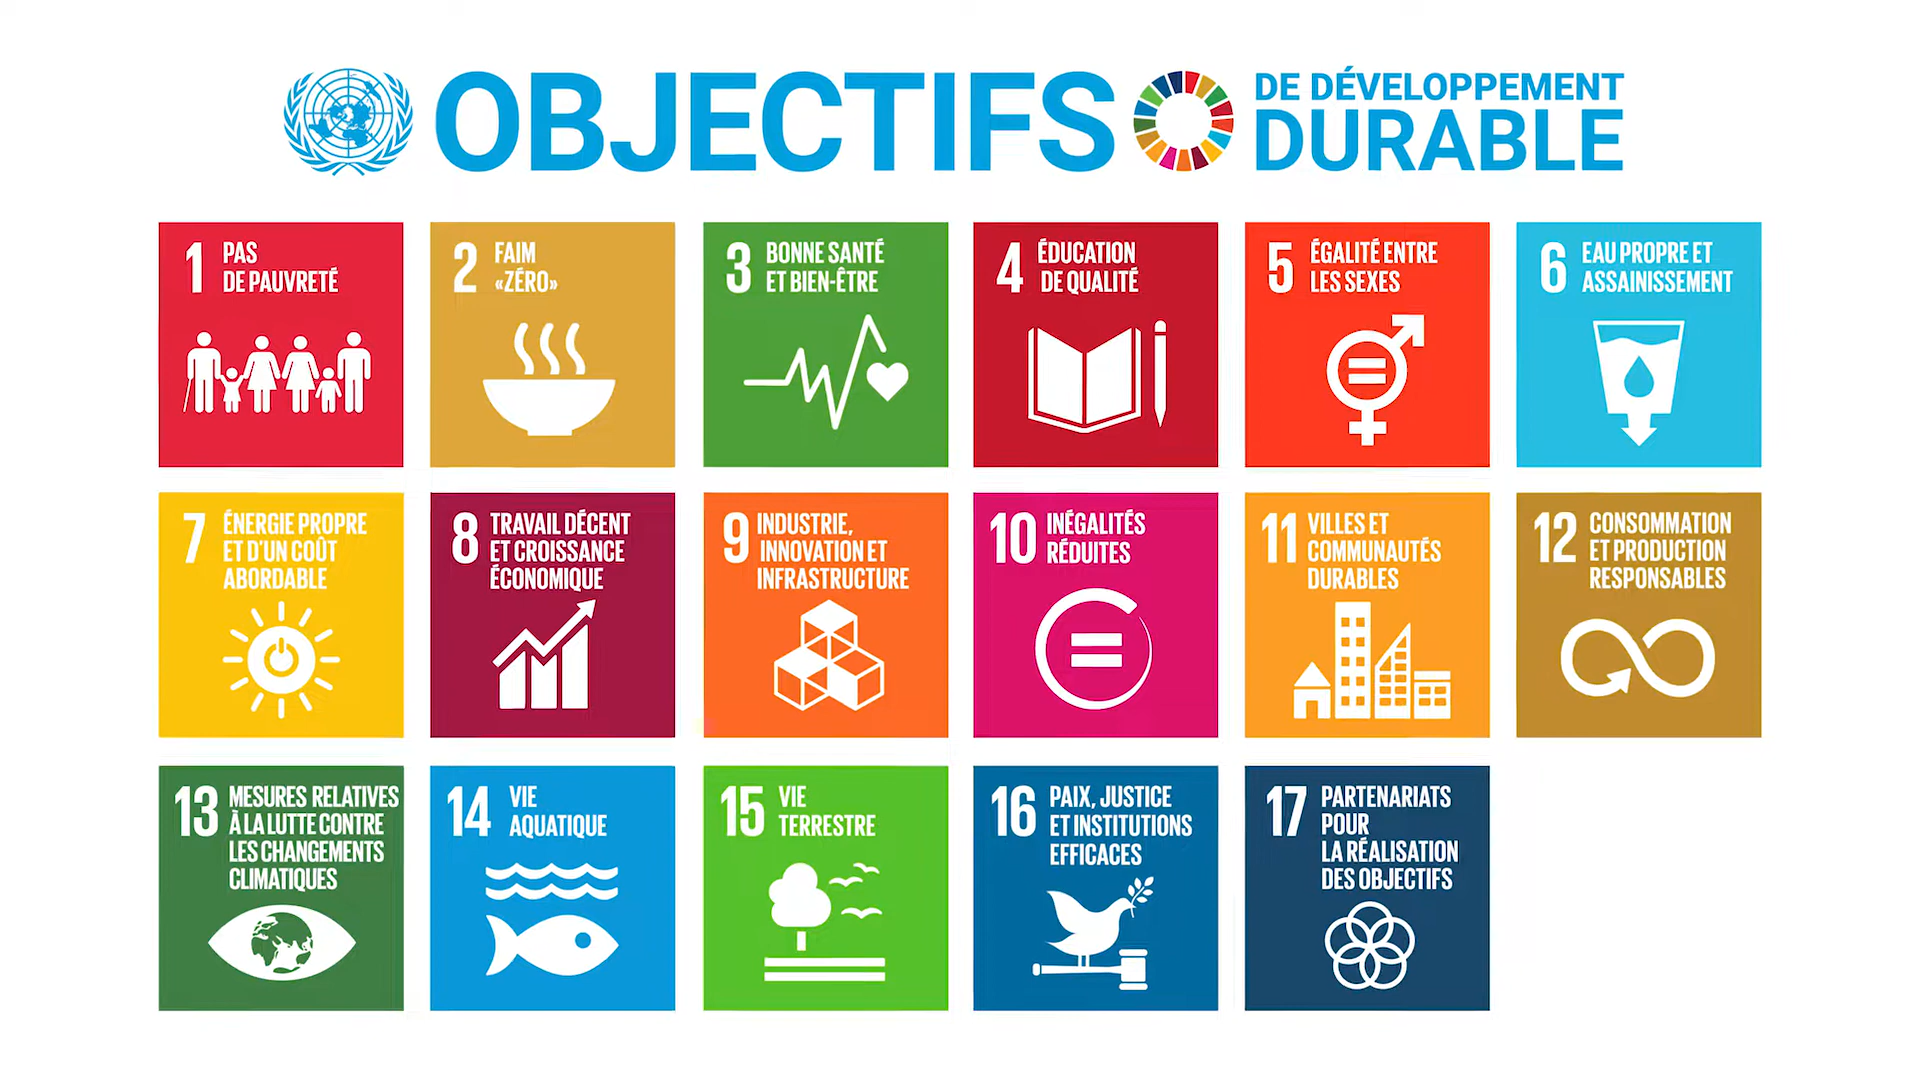 OBJECTIFS
DE DÉVELOPPEMENT
DURABLE
1 PAS
DE PAUVRETÉ
2 FAIM
«ZÉRO»
3 BONNE SANTÉ
ET BIEN-ÊTRE
4 ÉDUCATION
DE QUALITÉ
5 ÉGALITÉ ENTRE
LES SEXES
6 EAU PROPRE ET
ASSAINISSEMENT
7 ÉNERGIE PROPRE
ET D'UN COÛT
ABORDABLE
8 TRAVAIL DÉCENT
ET CROISSANCE
ÉCONOMIQUE
9 INDUSTRIE,
INNOVATION ET
INFRASTRUCTURE
10 INÉGALITÉS
RÉDUITES
11 VILLES ET
COMMUNAUTÉS
DURABLES
12 CONSOMMATION
ET PRODUCTION
RESPONSABLES
13 MESURES RELATIVES
À LA LUTTE CONTRE
LES CHANGEMENTS
CLIMATIQUES
14 VIE
AQUATIQUE
15 VIE
TERRESTRE
16 PAIX, JUSTICE
ET INSTITUTIONS
EFFICACES
17 PARTENARIATS
POUR
LA RÉALISATION
DES OBJECTIFS